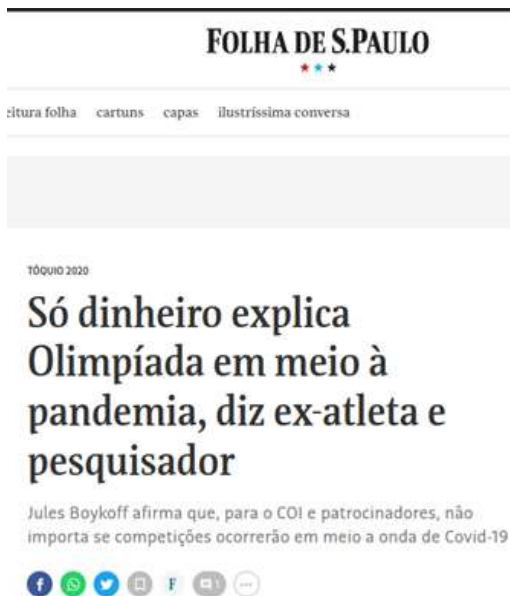 FOLHA DE S.PAULO
eitura folha cartuns capas ilustríssima conversa
TÓQUIO 2020
Só dinheiro explica
Olimpíada em meio à
pandemia, diz ex-atleta e
pesquisador
Jules Boykoff afirma que, para o COI e patrocinadores, não
importa se competições ocorrerão em meio a onda de Covid-19
F 1